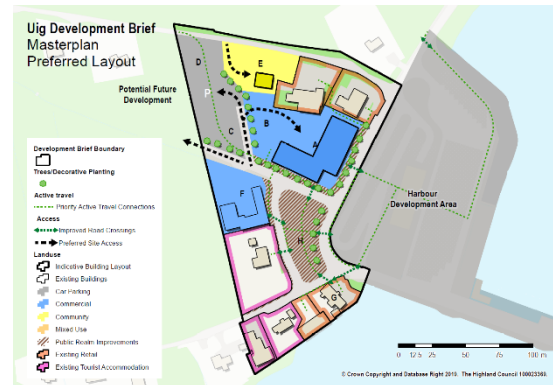 Uig Development Brief
Masterplan
Preferred Layout
Potential Future
Development
D
E
P
B
C
A
F
H
G
Harbour
Development Area
Development Brief Boundary
Trees/Decorative Planting
Active travel
Priority Active Travel Connections
Access
Improved Road Crossings
Preferred Site Access
Landuse
Indicative Building Layout
Existing Buildings
Car Parking
Commercial
Community
Mixed Use
Public Realm Improvements
Existing Retail
Existing Tourist Accommodation
0 12.5 25 50 75 100 m
© Crown Copyright and Database Right 2019. The Highland Council 100023369.